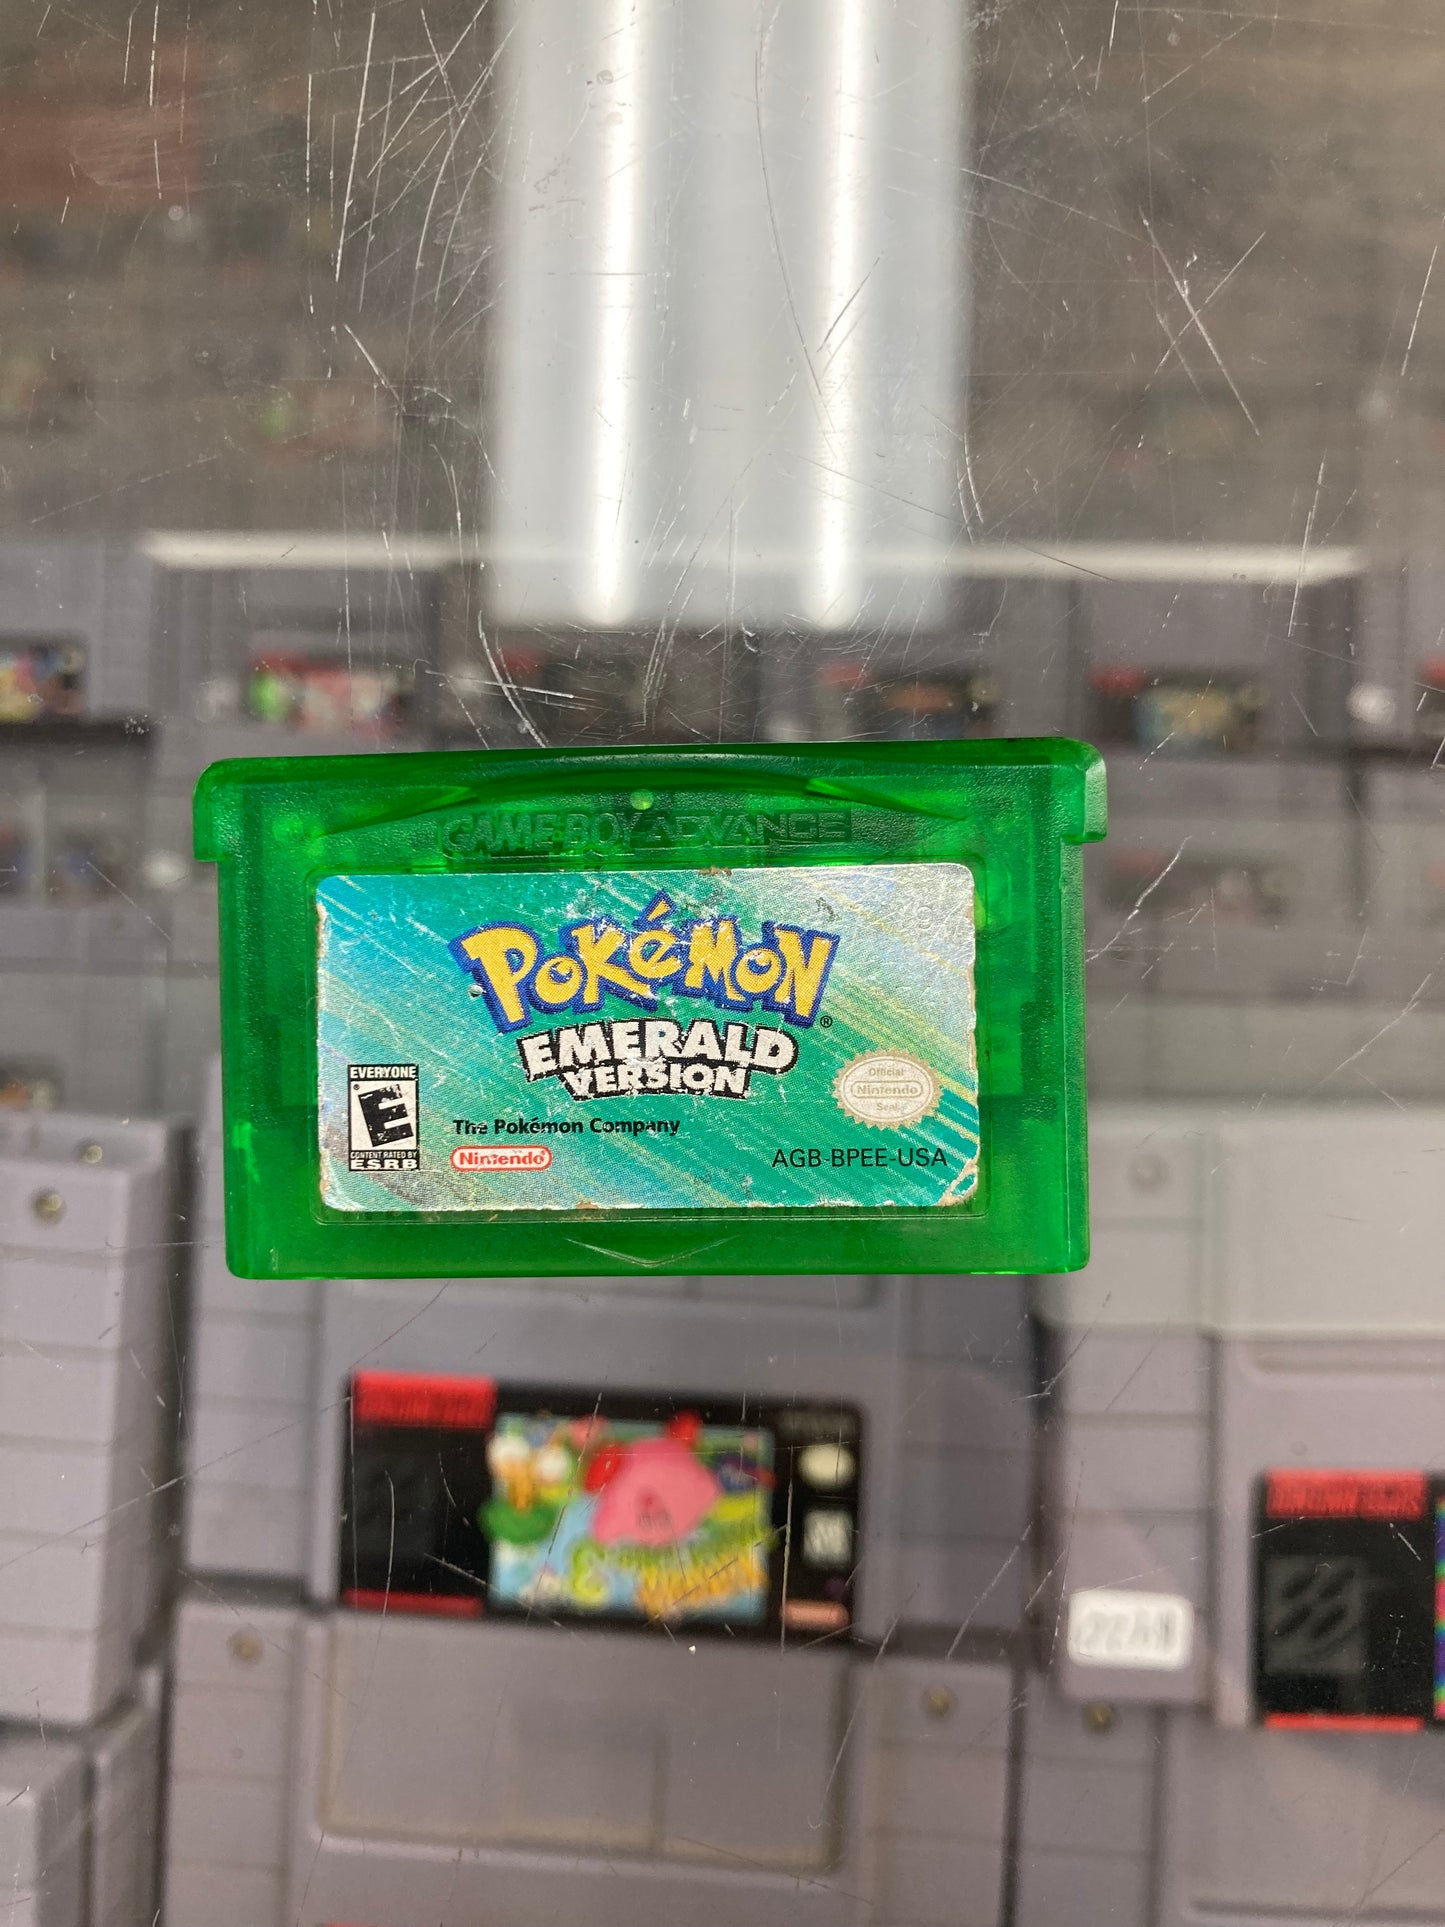 GAME BOY ADVANCE
POKéMON®
EMERALD
VERSION
EVERYONE
E
CONTENT RATED BY
ESRB
The Pokémon Company
Nintendo
Official
Nintendo
Seal
AGB-BPEE-USA